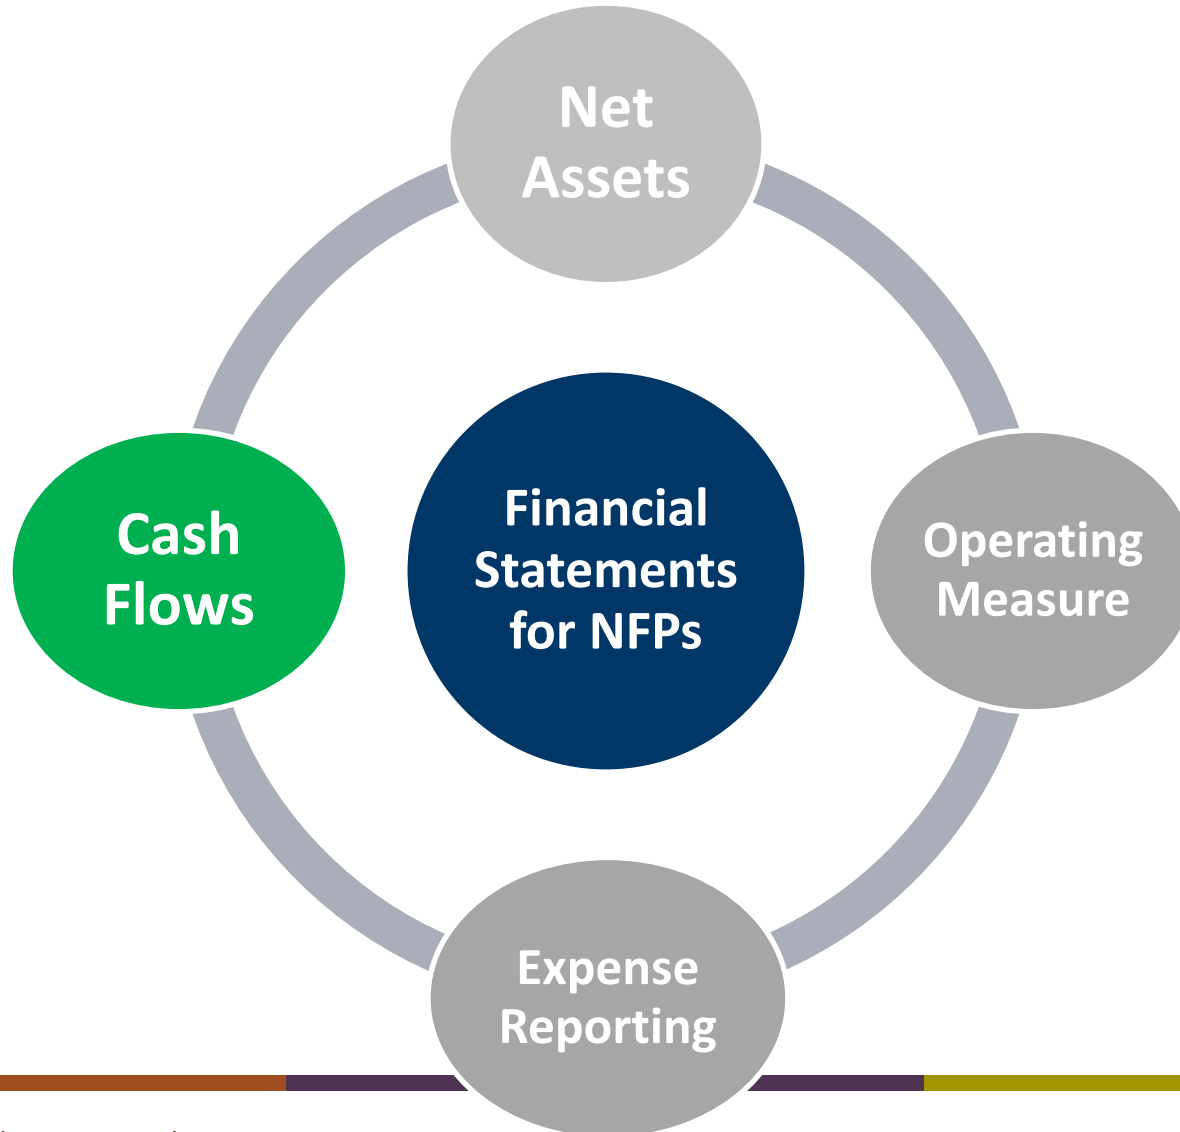 Net
Assets
Cash
Flows
Financial
Statements
for NFPs
Operating
Measure
Expense
Reporting